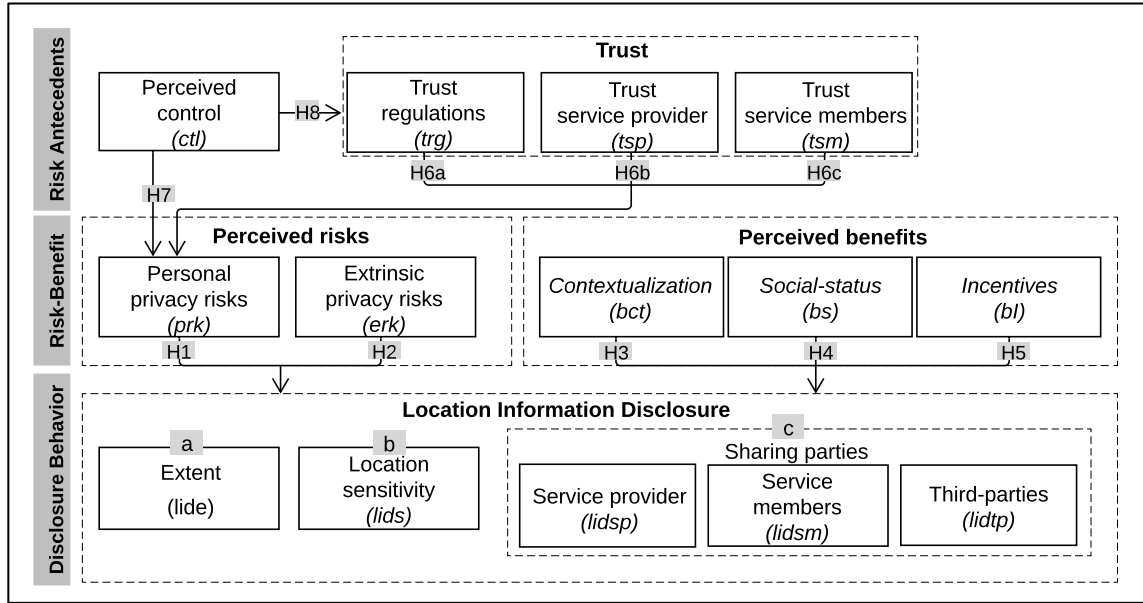 Risk Antecedents
Trust
Perceived
control
(ctl)
H8
Trust
regulations
(trg)
Trust
service provider
(tsp)
Trust
service members
(tsm)
H6a
H6b
H6c
H7
Risk-Benefit
Perceived risks
Personal
privacy risks
(prk)
Extrinsic
privacy risks
(erk)
H1
H2
Perceived benefits
Contextualization
(bct)
Social-status
(bs)
Incentives
(bI)
H3
H4
H5
Disclosure Behavior
Location Information Disclosure
a
Extent
(lide)
b
Location
sensitivity
(lids)
c
Sharing parties
Service provider
(lidsp)
Service
members
(lidsm)
Third-parties
(lidtp)